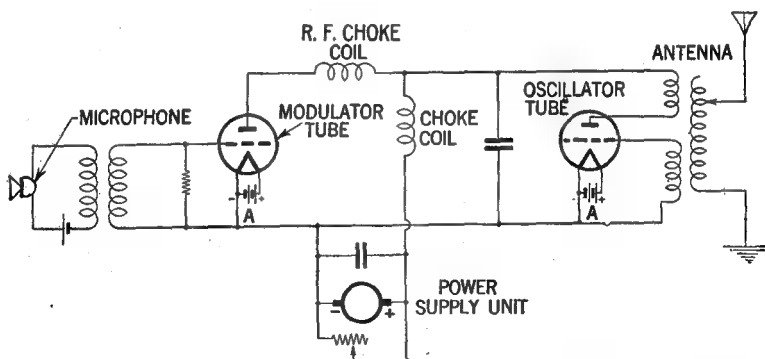 R. F. CHOKE
COIL
ANTENNA
OSCILLATOR
TUBE
MICROPHONE
MODULATOR
TUBE
CHOKE
COIL
- +
A
- +
A
POWER
SUPPLY UNIT
- +